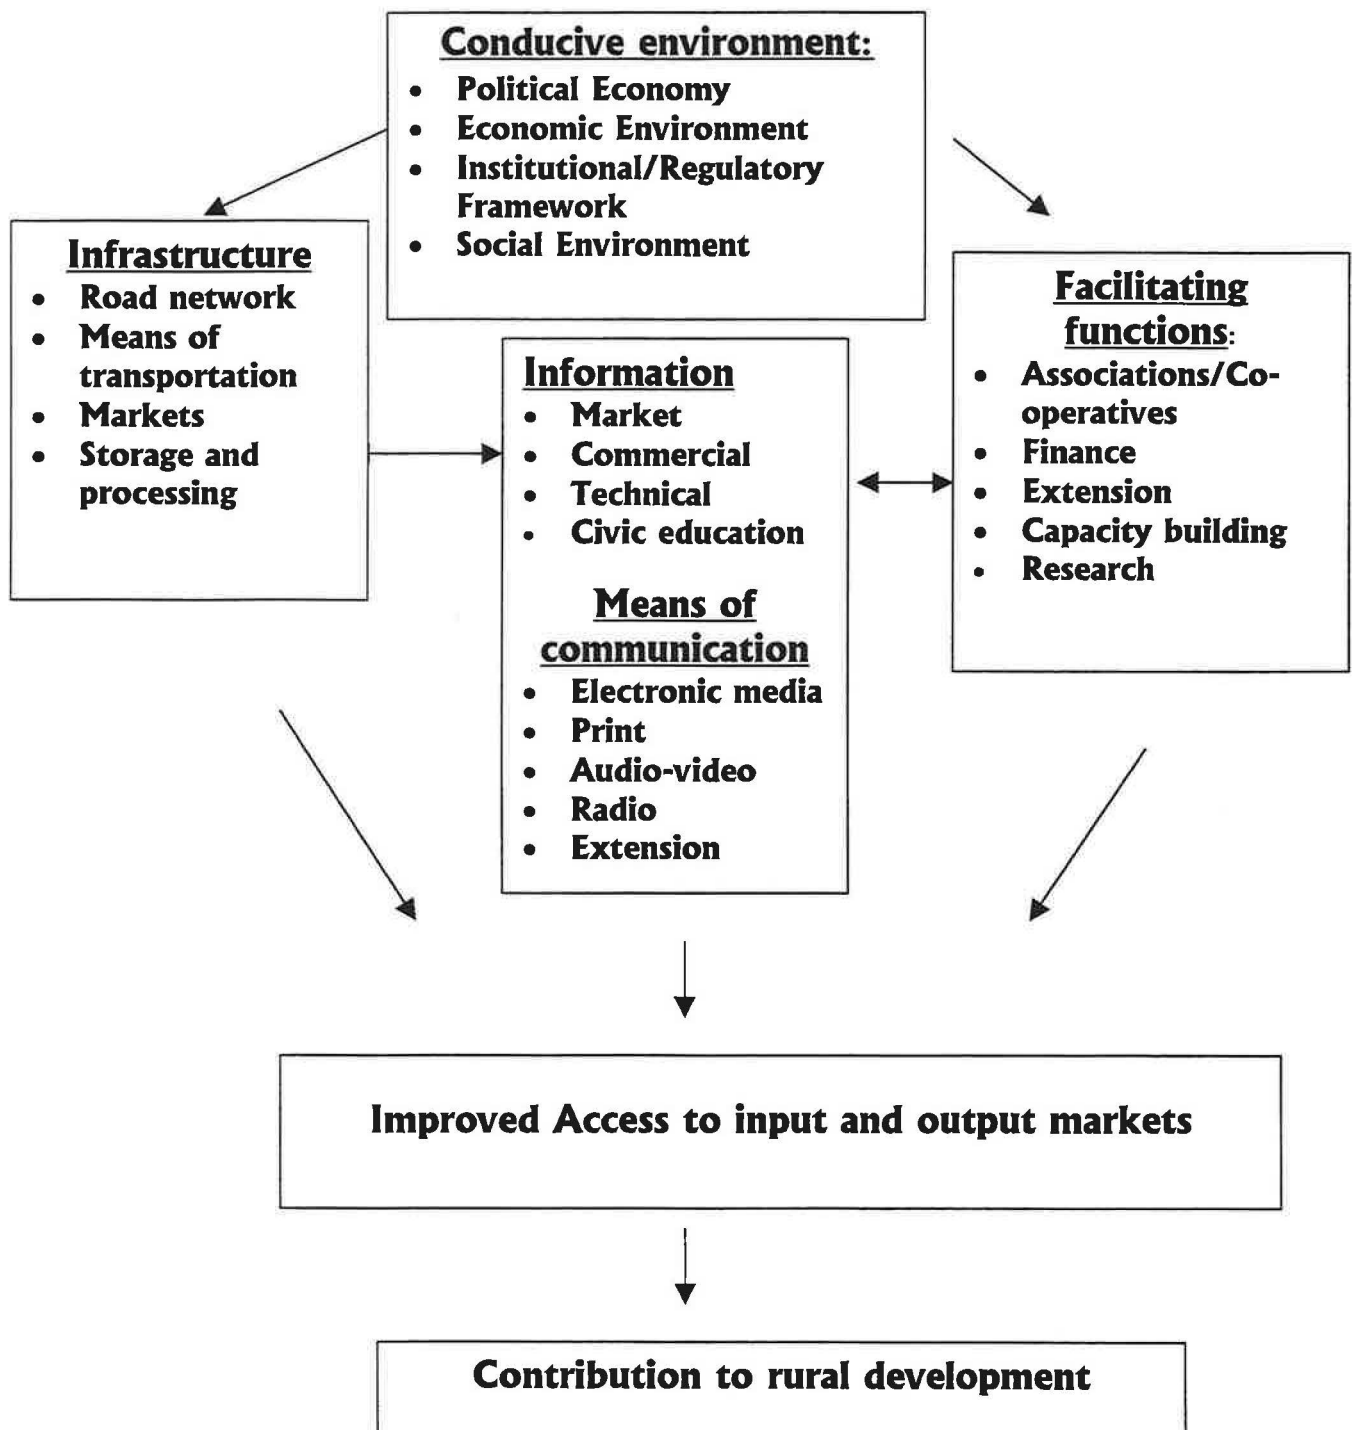 Conducive environment:
• Political Economy
• Economic Environment
• Institutional/Regulatory
Framework
• Social Environment
Infrastructure
• Road network
• Means of
transportation
• Markets
• Storage and
processing
Information
• Market
• Commercial
• Technical
• Civic education
Means of
communication
• Electronic media
• Print
• Audio-video
• Radio
• Extension
Facilitating
functions:
• Associations/Co-
operatives
• Finance
• Extension
• Capacity building
• Research
Improved Access to input and output markets
Contribution to rural development